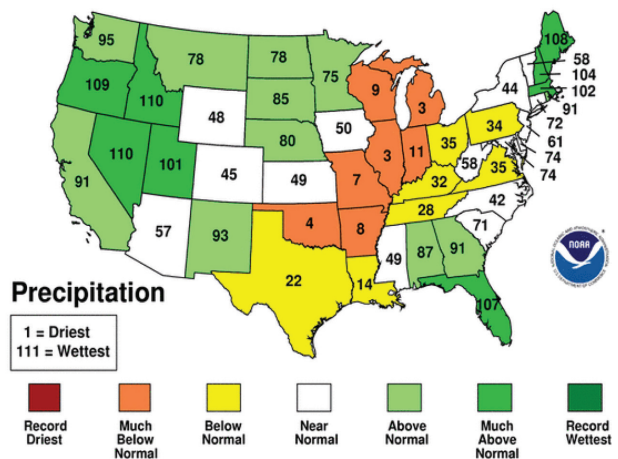 95
78
78
75
109
110
48
85
9
3
44
108
58
104
102
91
72
61
74
74
50
80
110
101
45
49
3
11
35
34
58
35
91
7
32
28
42
57
93
4
8
71
22
14
49
87
91
107
NOAA
Precipitation
1 = Driest
111 = Wettest
Record
Driest
Much
Below
Normal
Below
Normal
Near
Normal
Above
Normal
Much
Above
Normal
Record
Wettest